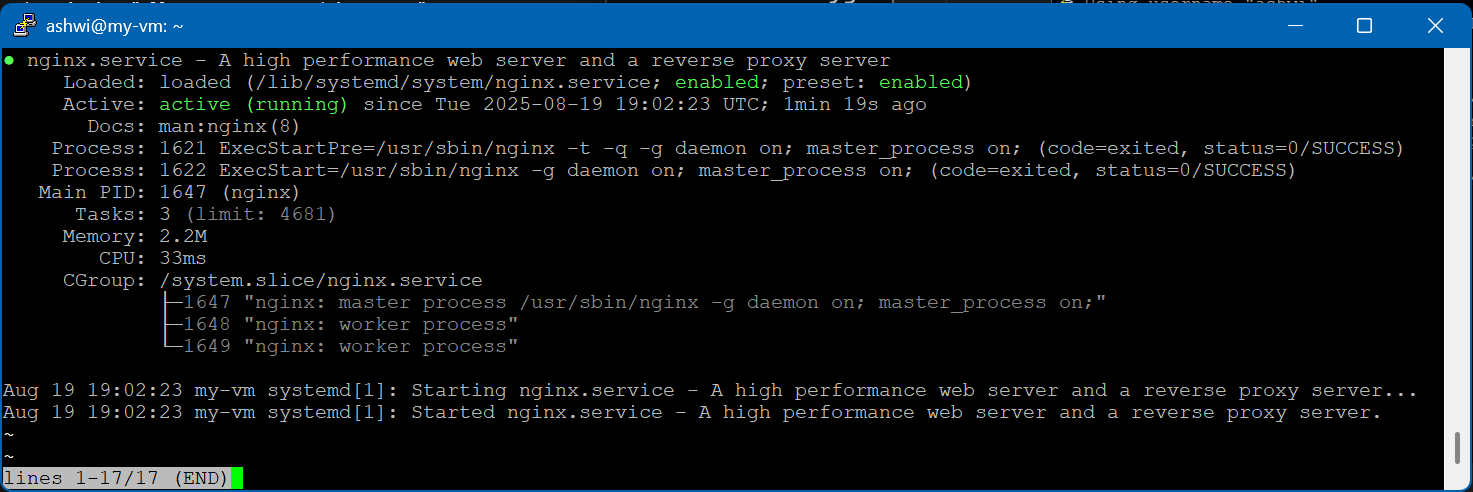 Using username "ashwi"
ashwi@my-vm: ~
● nginx.service - A high performance web server and a reverse proxy server
     Loaded: loaded (/lib/systemd/system/nginx.service; enabled; preset: enabled)
     Active: active (running) since Tue 2025-08-19 19:02:23 UTC; 1min 19s ago
       Docs: man:nginx(8)
    Process: 1621 ExecStartPre=/usr/sbin/nginx -t -q -g daemon on; master_process on; (code=exited, status=0/SUCCESS)
    Process: 1622 ExecStart=/usr/sbin/nginx -g daemon on; master_process on; (code=exited, status=0/SUCCESS)
   Main PID: 1647 (nginx)
      Tasks: 3 (limit: 4681)
     Memory: 2.2M
        CPU: 33ms
     CGroup: /system.slice/nginx.service
             ├─1647 "nginx: master process /usr/sbin/nginx -g daemon on; master_process on;"
             ├─1648 "nginx: worker process"
             └─1649 "nginx: worker process"
Aug 19 19:02:23 my-vm systemd[1]: Starting nginx.service - A high performance web server and a reverse proxy server...
Aug 19 19:02:23 my-vm systemd[1]: Started nginx.service - A high performance web server and a reverse proxy server.
~
~
lines 1-17/17 (END)